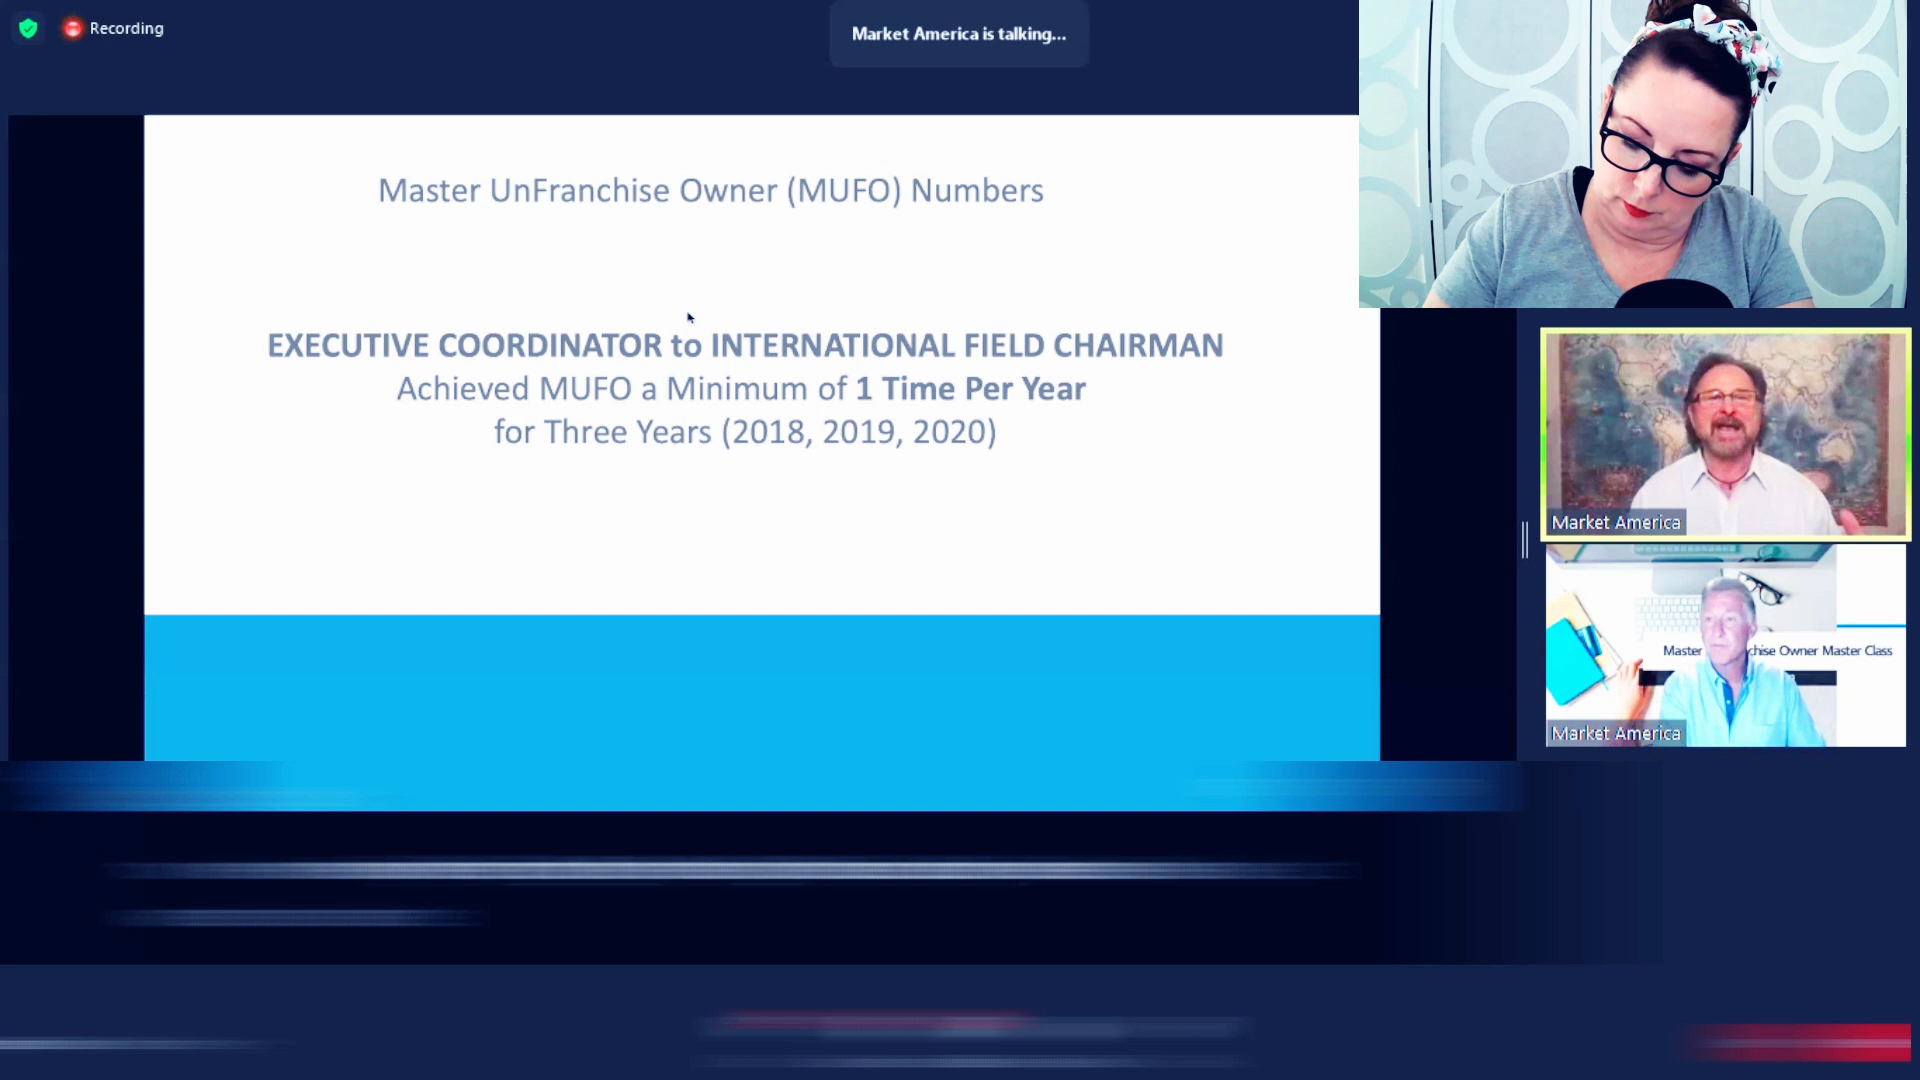 Recording
Market America is talking...
Master UnFranchise Owner (MUFO) Numbers
EXECUTIVE COORDINATOR to INTERNATIONAL FIELD CHAIRMAN
Achieved MUFO a Minimum of 1 Time Per Year
for Three Years (2018, 2019, 2020)
Market America
Master chise Owner Master Class
Market America